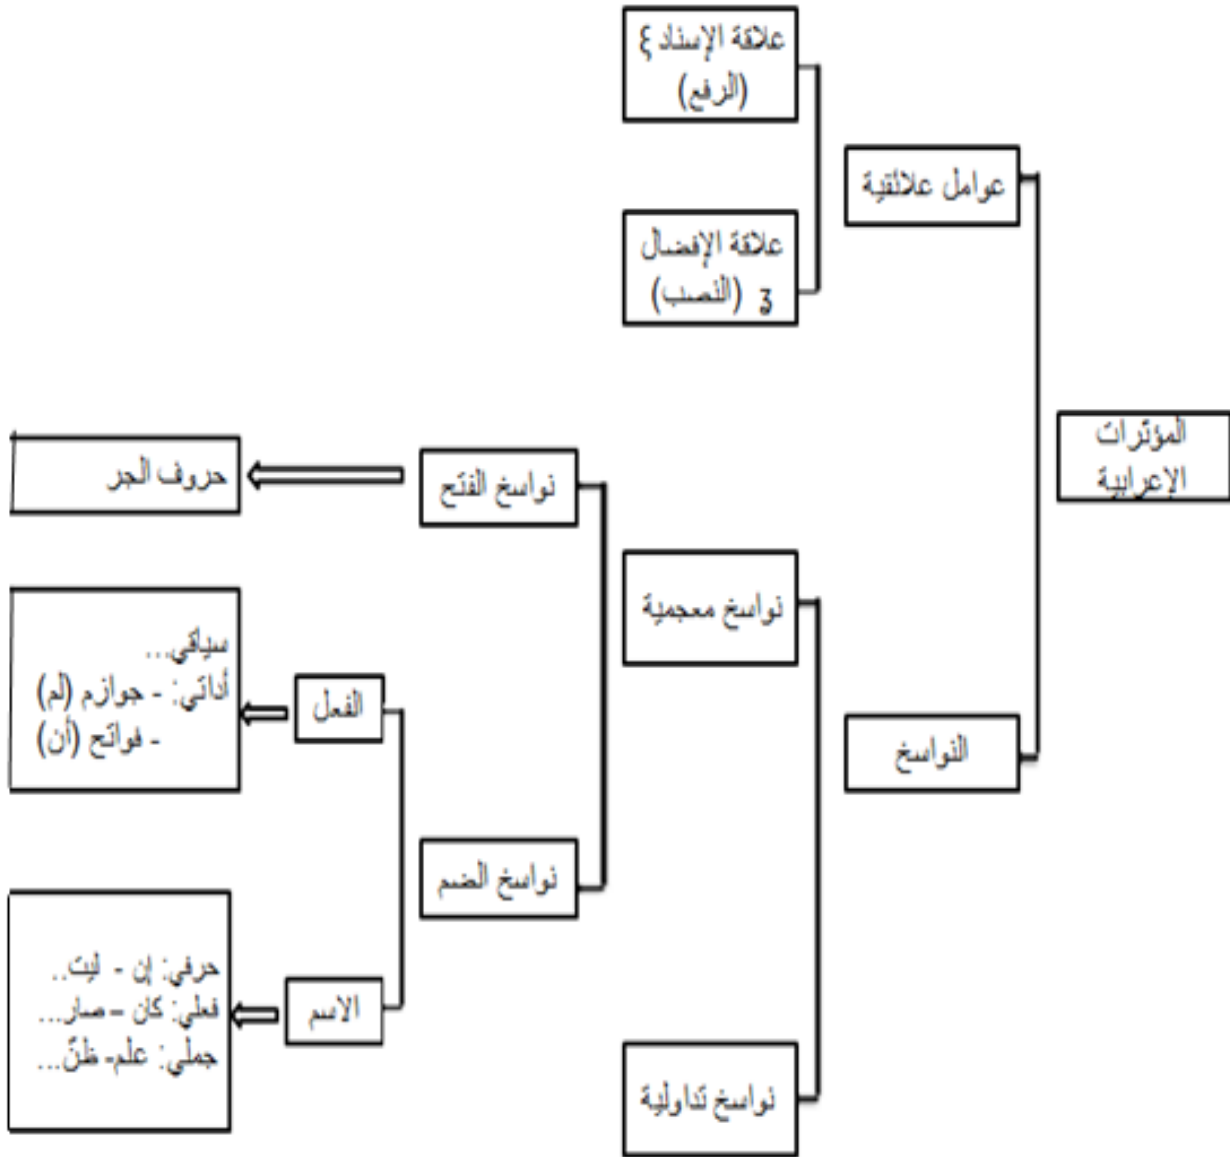 المؤثرات
الإعرابية
عوامل علائقية
علاقة الإسناد ع
(الرفع)
علاقة الإفضال
(النصب)
النواسخ
نواسخ معجمية
نواسخ الفتح
حروف الجر
نواسخ الضم
الفعل
سياقي...
أداتي: - جوازم (لم)
- فواتح (أن)
الاسم
حرفي: إن - ليت..
فعلي: كان – صار...
جملي: علم- ظنّ...
نواسخ تداولية